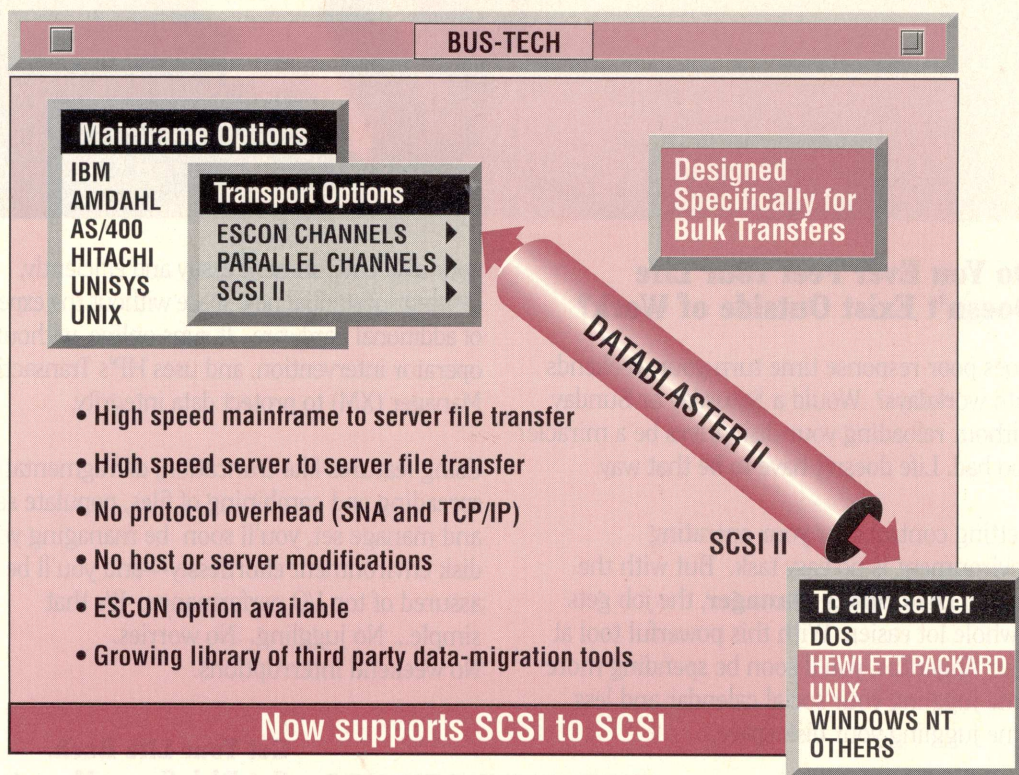 BUS-TECH
Mainframe Options
IBM
AMDAHL
AS/400
HITACHI
UNISYS
UNIX
Transport Options
ESCON CHANNELS
PARALLEL CHANNELS
SCSI II
Designed
Specifically for
Bulk Transfers
DATABLASTER II
SCSI II
• High speed mainframe to server file transfer
• High speed server to server file transfer
• No protocol overhead (SNA and TCP/IP)
• No host or server modifications
• ESCON option available
• Growing library of third party data-migration tools
To any server
DOS
HEWLETT PACKARD
UNIX
WINDOWS NT
OTHERS
Now supports SCSI to SCSI